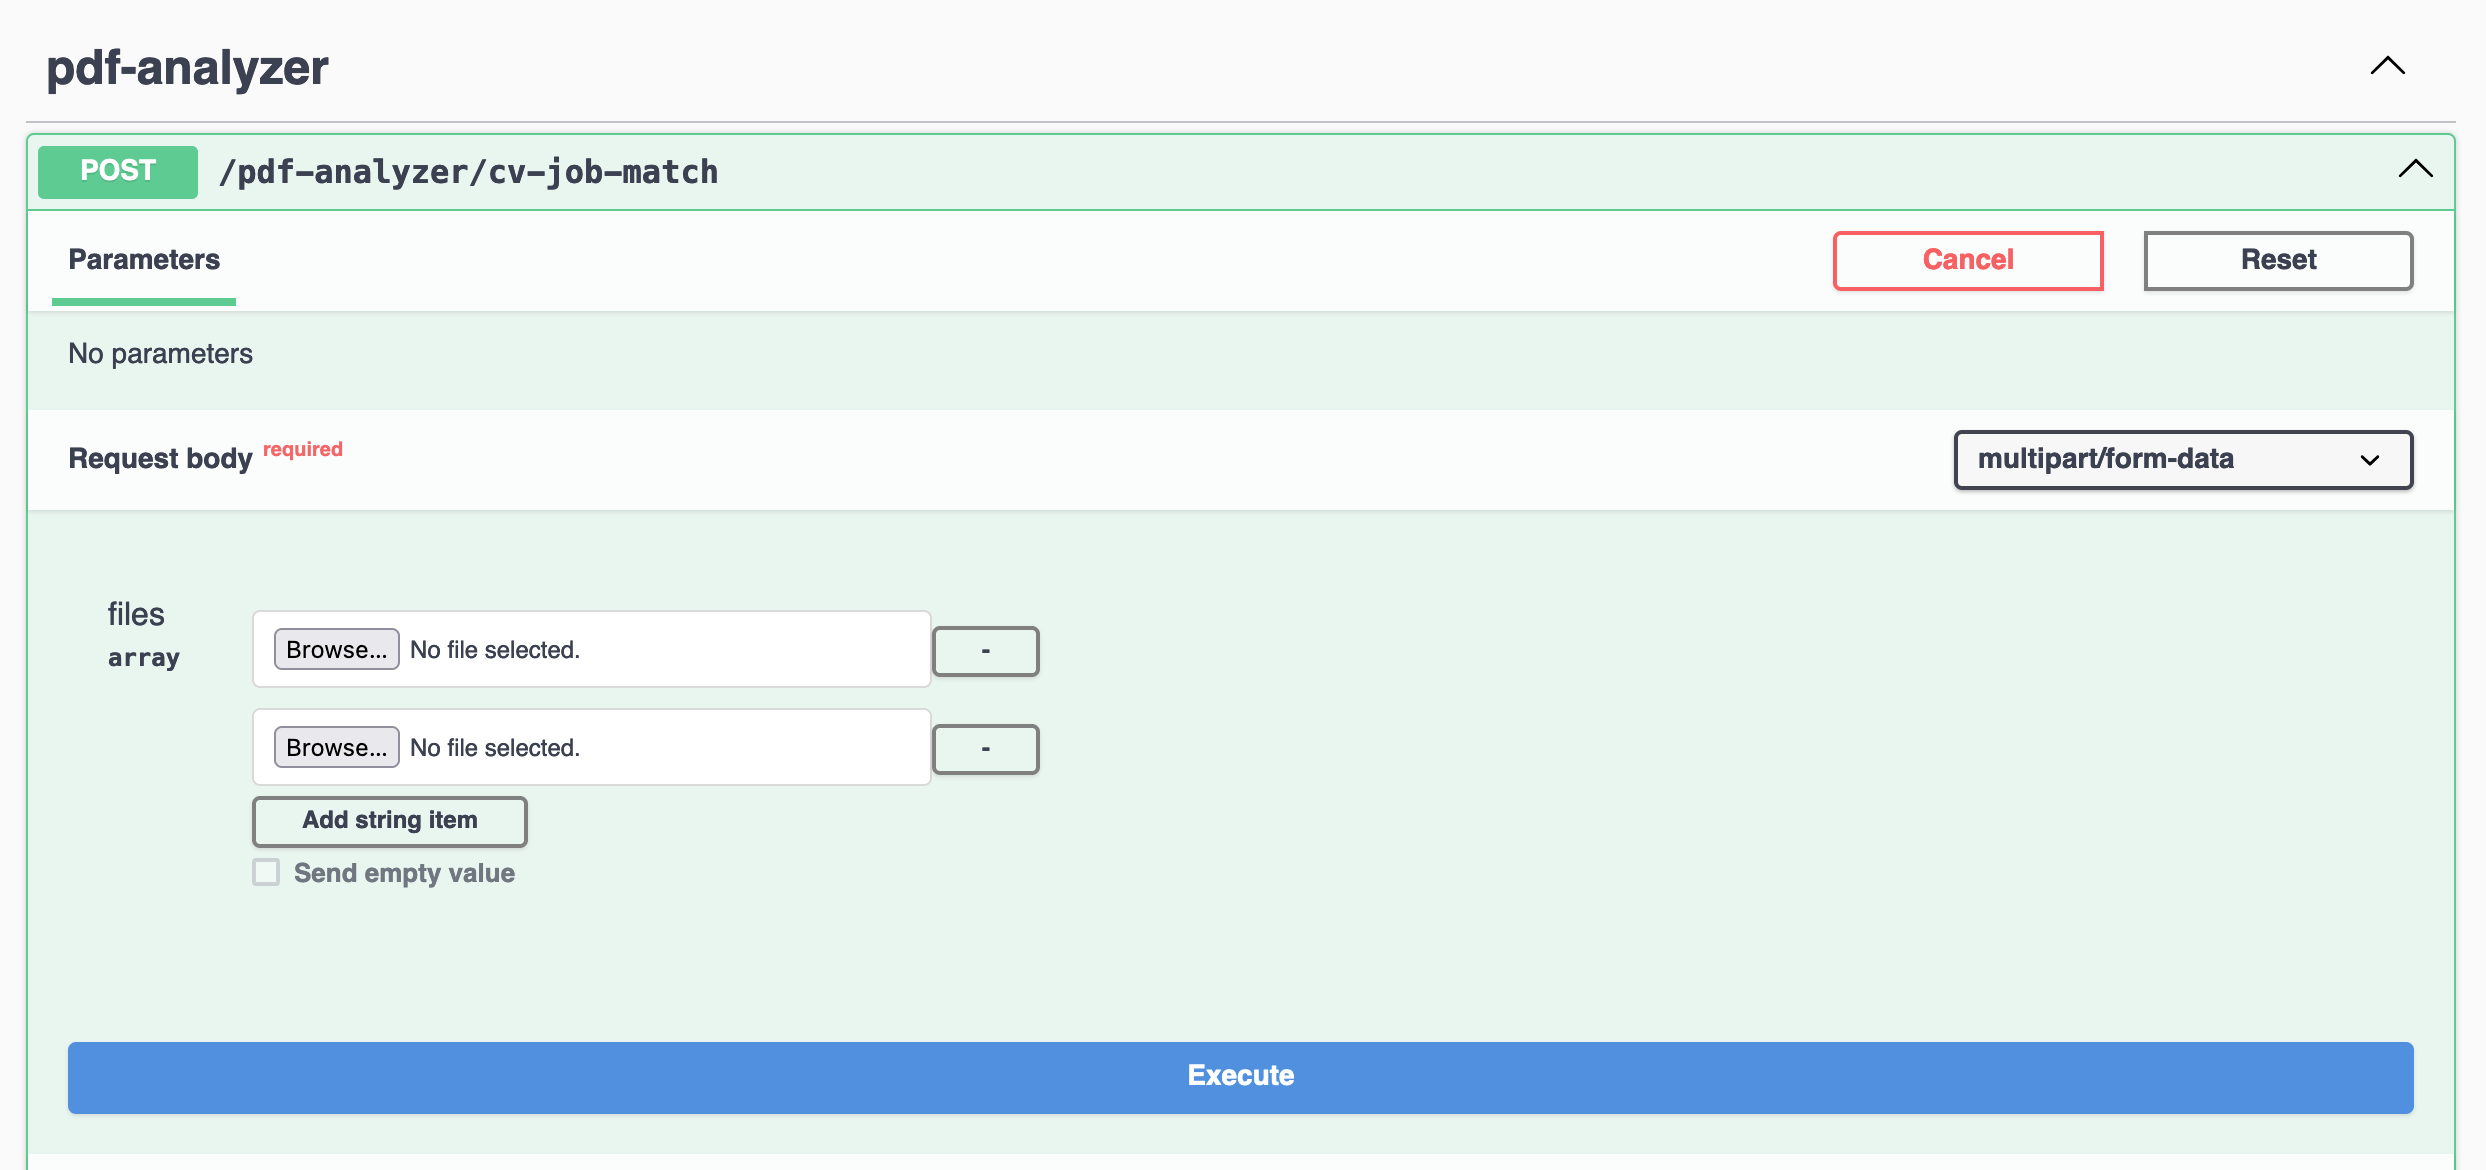 pdf-analyzer
POST /pdf-analyzer/cv-job-match
Parameters
Cancel
Reset
No parameters
Request body required
multipart/form-data
files
array
Browse... No file selected.
-
Browse... No file selected.
-
Add string item
Send empty value
Execute